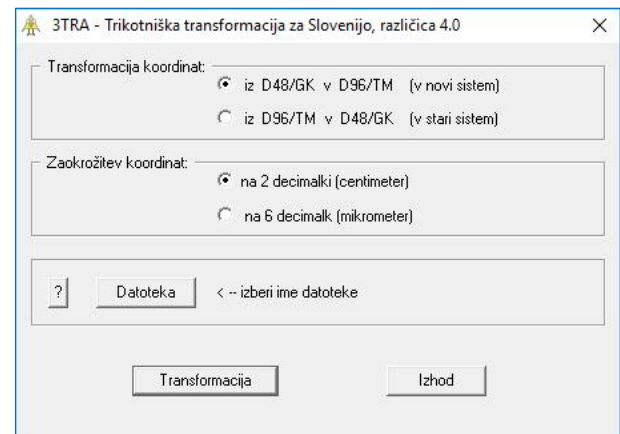 3TRA - Trikotniška transformacija za Slovenijo, različica 4.0
Transformacija koordinat:
iz D48/GK v D96/TM (v novi sistem)
iz D96/TM v D48/GK (v stari sistem)
Zaokrožitev koordinat:
na 2 decimalki (centimeter)
na 6 decimalk (mikrometer)
? Datoteka < -- izberi ime datoteke
Transformacija Izhod